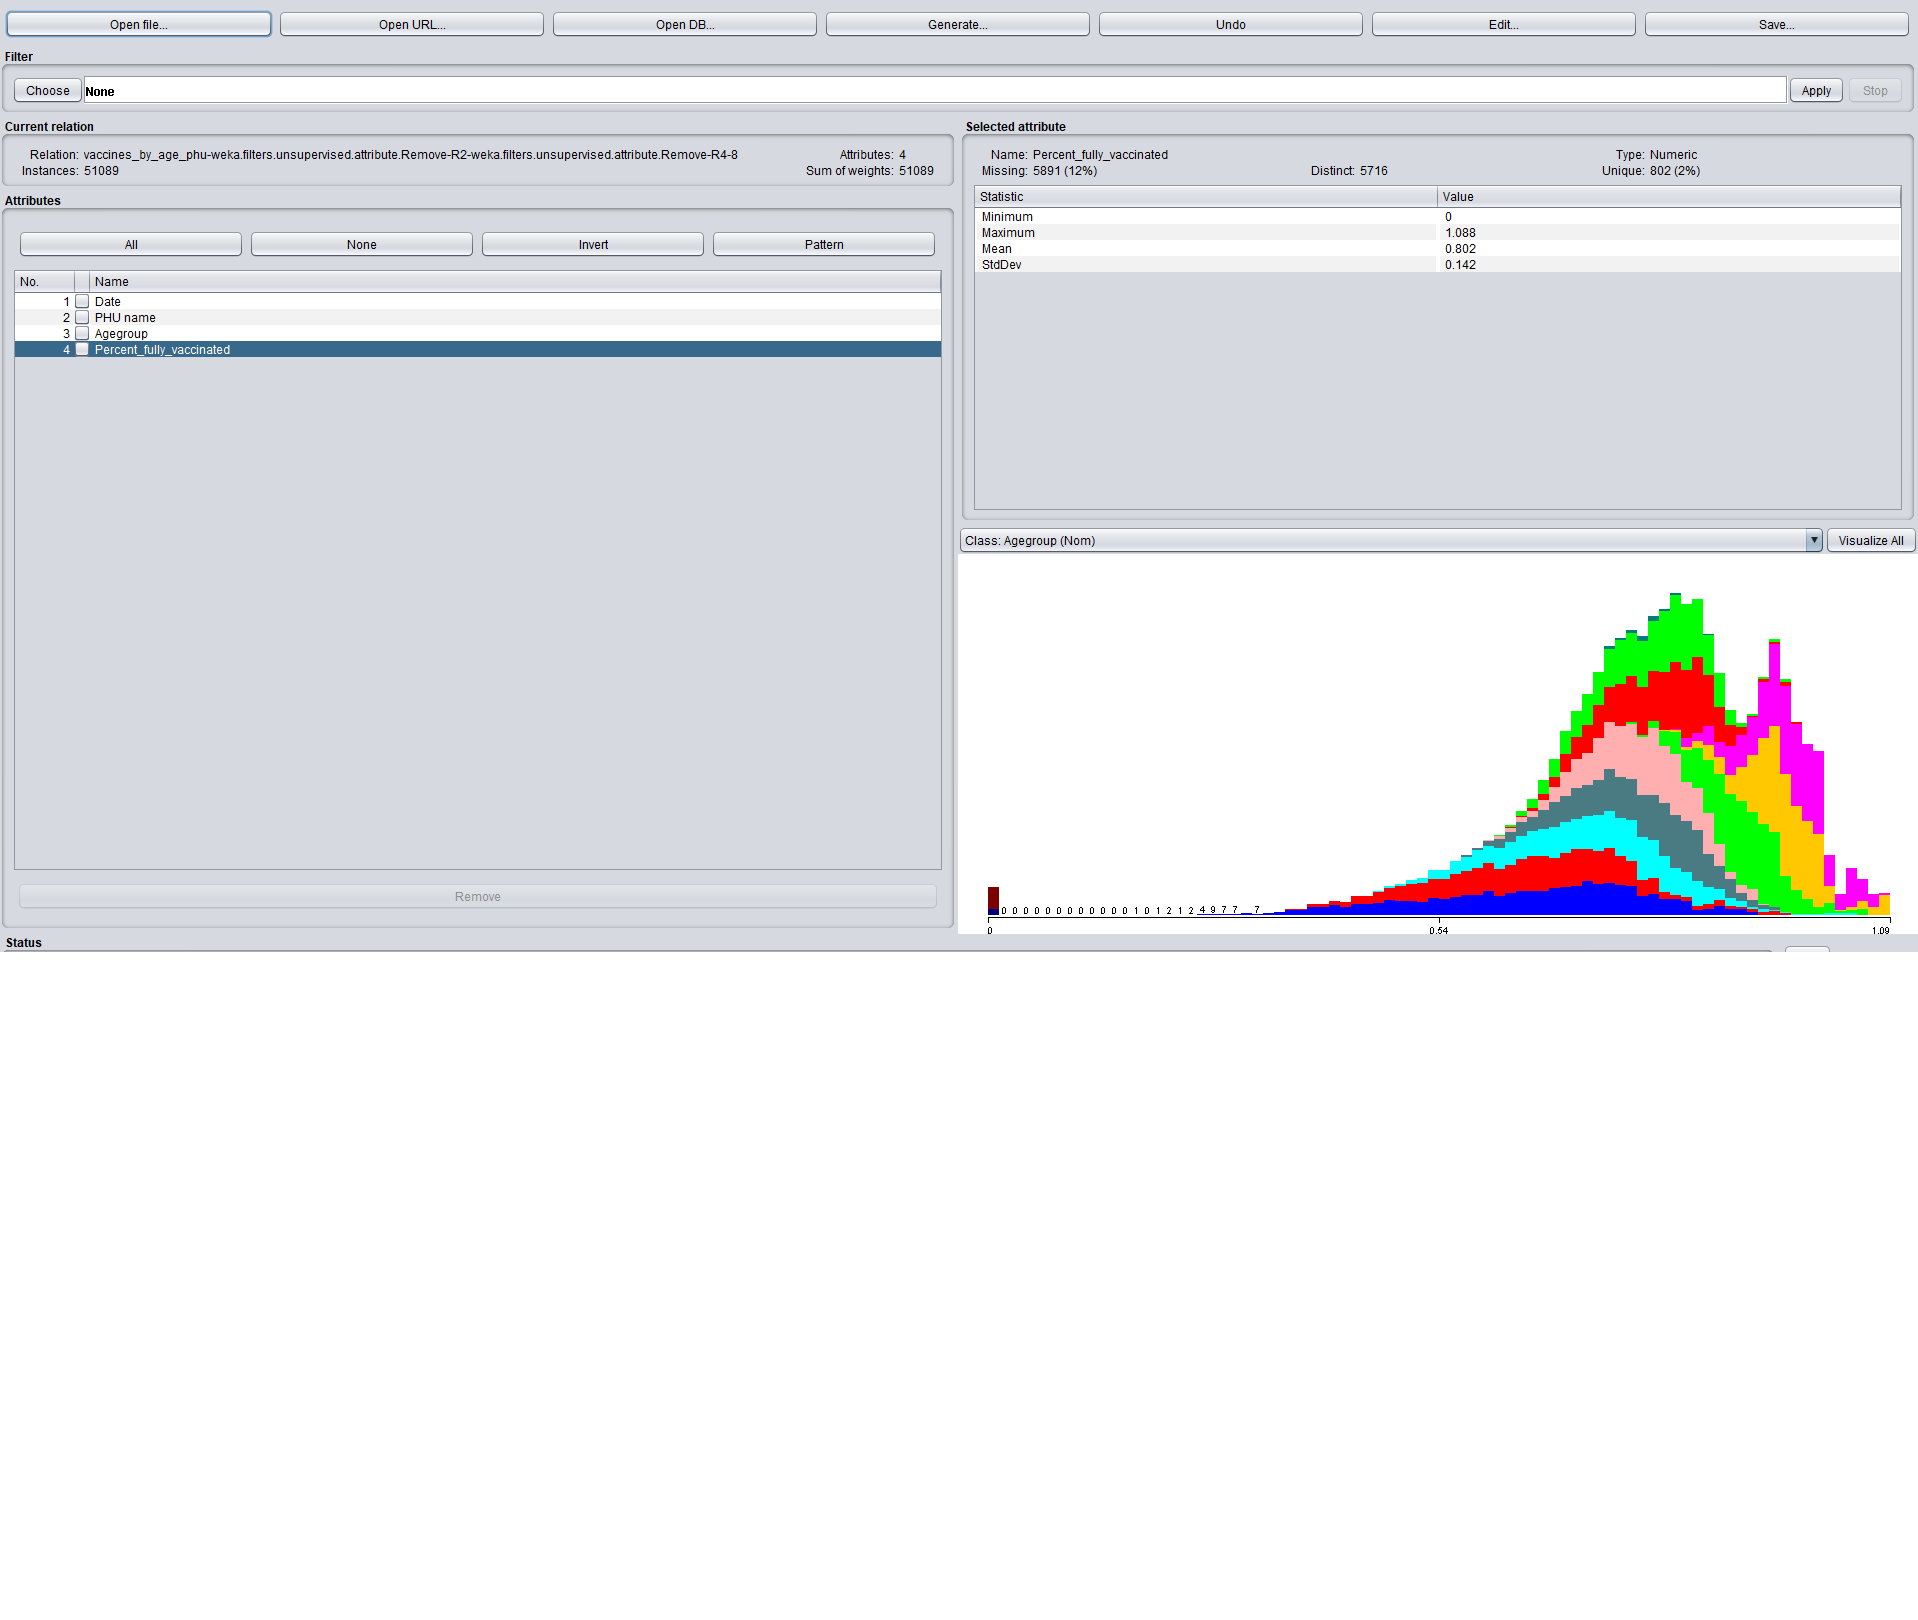 Open file... Open URL... Open DB... Generate... Undo Edit... Save...
Filter
Choose None Apply Stop
Current relation
Relation: vaccines_by_age_phu-weka.filters.unsupervised.attribute.Remove-R2-weka.filters.unsupervised.attribute.Remove-R4-8 Attributes: 4
Instances: 51089 Sum of weights: 51089
Attributes
All None Invert Pattern
No. Name
1 Date
2 PHU name
3 Agegroup
4 Percent_fully_vaccinated
Remove
Status
Selected attribute
Name: Percent_fully_vaccinated Type: Numeric
Missing: 5891 (12%) Distinct: 5716 Unique: 802 (2%)
Statistic Value
Minimum 0
Maximum 1.088
Mean 0.802
StdDev 0.142
Class: Agegroup (Nom) Visualize All
0 0 0 0 0 0 0 0 0 0 0 0 1 0 1 2 1 2 4 9 7 7 7
0 0.54 1.09